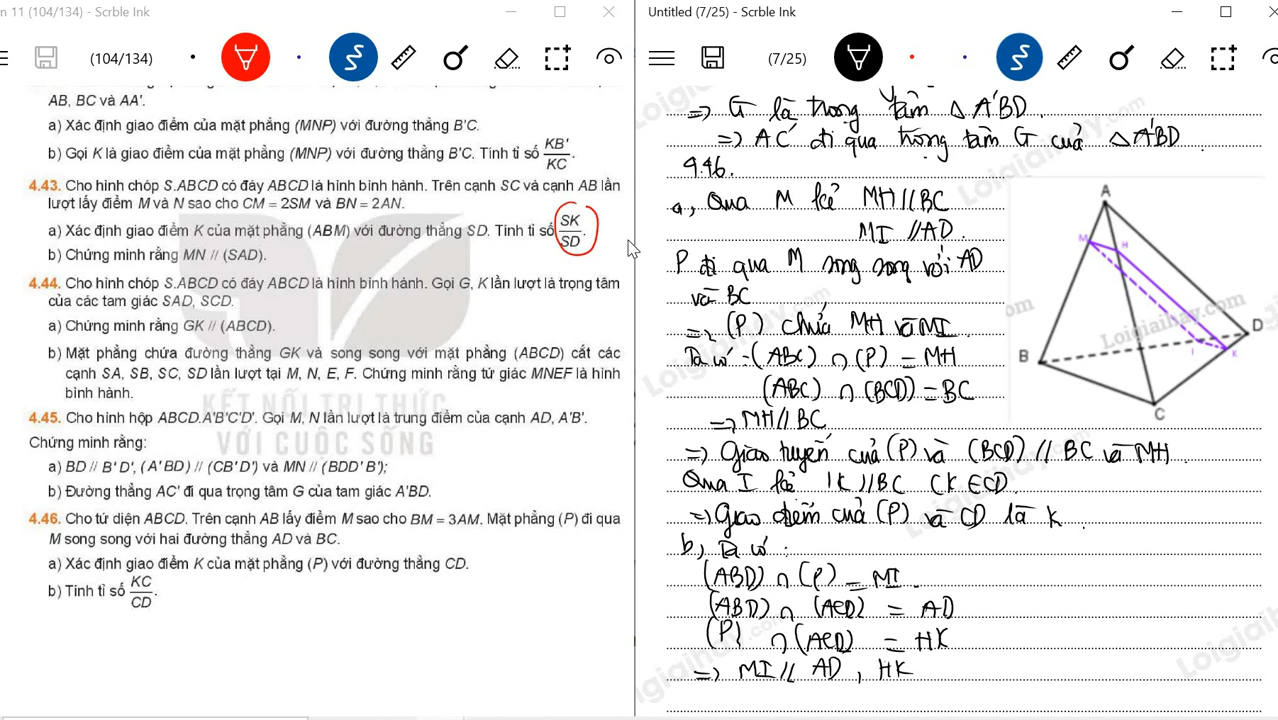 n 11 (104/134) - Scrble Ink
(104/134)
AB, BC và AA'.
a) Xác định giao điểm của mặt phẳng (MNP) với đường thẳng B'C.
b) Gọi K là giao điểm của mặt phẳng (MNP) với đường thẳng B'C. Tính tỉ số KB'/KC.
4.43. Cho hình chóp S.ABCD có đáy ABCD là hình bình hành. Trên cạnh SC và cạnh AB lần
lượt lấy điểm M và N sao cho CM = 2SM và BN = 2AN.
a) Xác định giao điểm K của mặt phẳng (ABM) với đường thẳng SD. Tính tỉ số SK/SD.
b) Chứng minh rằng MN // (SAD).
4.44. Cho hình chóp S.ABCD có đáy ABCD là hình bình hành. Gọi G, K lần lượt là trọng tâm
của các tam giác SAD, SCD.
a) Chứng minh rằng GK // (ABCD).
b) Mặt phẳng chứa đường thẳng GK và song song với mặt phẳng (ABCD) cắt các
cạnh SA, SB, SC, SD lần lượt tại M, N, E, F. Chứng minh rằng tứ giác MNEF là hình
bình hành.
KẾT NỐI TRI THỨC
VỚI CUỘC SỐNG
4.45. Cho hình hộp ABCD.A'B'C'D'. Gọi M, N lần lượt là trung điểm của cạnh AD, A'B'.
Chứng minh rằng:
a) BD // B'D', (A'BD) // (CB'D') và MN // (BDD'B');
b) Đường thẳng AC' đi qua trọng tâm G của tam giác A'BD.
4.46. Cho tứ diện ABCD. Trên cạnh AB lấy điểm M sao cho BM = 3AM. Mặt phẳng (P) đi qua
M song song với hai đường thẳng AD và BC.
a) Xác định giao điểm K của mặt phẳng (P) với đường thẳng CD.
b) Tính tỉ số KC/CD.
Untitled (7/25) - Scrble Ink
(7/25)
=> G là trọng tâm Δ A'BD.
=> AC' đi qua trọng tâm G của Δ A'BD
4.46.
a, Qua M kẻ MH//BC
MI //AD.
P đi qua M song song với AD
và BC
=> (P) chứa MH và MI.
Ta có : (ABC) ∩ (P) = MH
(ABC) ∩ (BCD) = BC
=> MH // BC
=> Giao tuyến của (P) và (BCD) // BC và MH.
Qua I kẻ IK//BC CK ∈ CD
=> Giao điểm của (P) và CD là K.
b, Ta có :
(ABD) ∩ (P) = MI.
(ABD) ∩ (ACD) = AD
(P) ∩ (ACD) = HK
=> MI // AD, HK
A
M
H
B
D
I
K
C
Loigiaihay.com